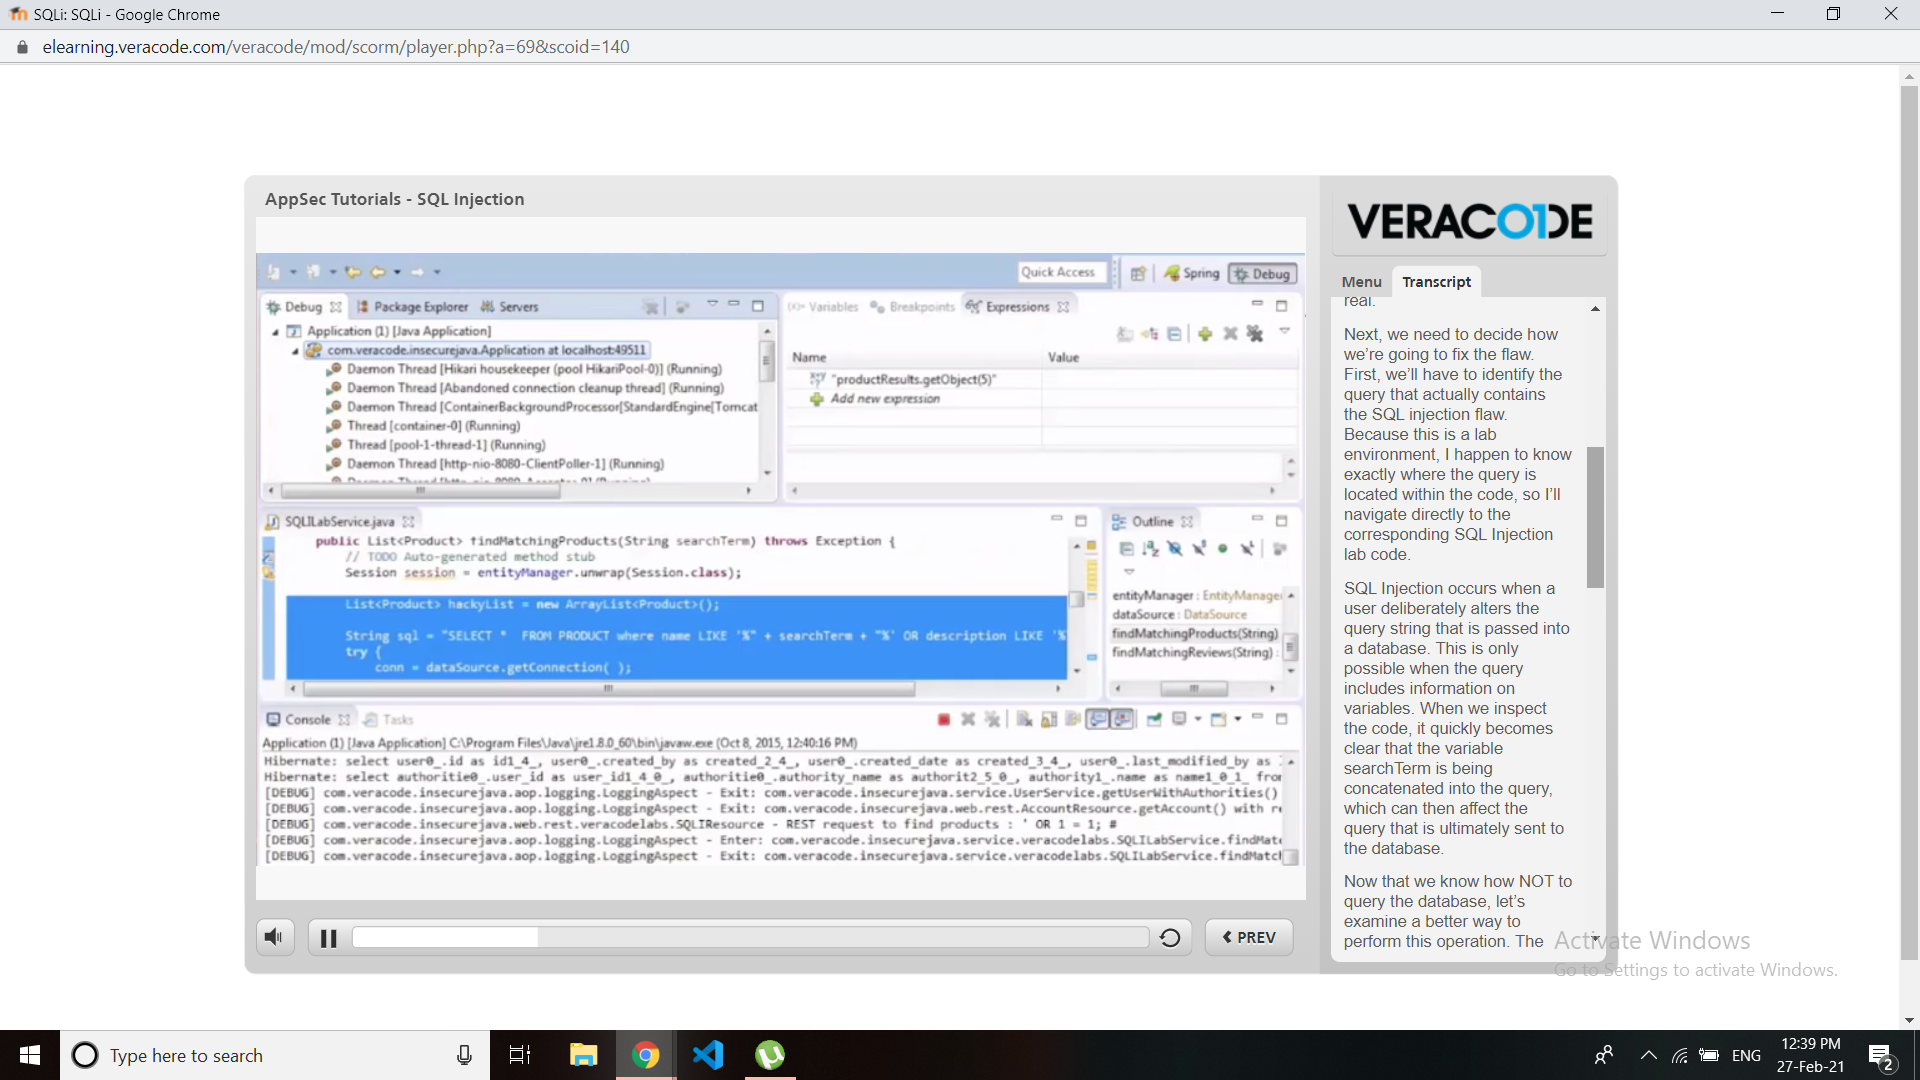 SQLi: SQLi - Google Chrome
elearning.veracode.com/veracode/mod/scorm/player.php?a=69&scoid=140
AppSec Tutorials - SQL Injection
Quick Access
Spring
Debug
Debug
Package Explorer
Servers
Application (1) [Java Application]
com.veracode.insecurejava.Application at localhost:49511
Daemon Thread [Hikari housekeeper (pool HikariPool-0)] (Running)
Daemon Thread [Abandoned connection cleanup thread] (Running)
Daemon Thread [ContainerBackgroundProcessor[StandardEngine[Tomcat
Thread [container-0] (Running)
Thread [pool-1-thread-1] (Running)
Daemon Thread [http-nio-8080-ClientPoller-1] (Running)
(x)= Variables
Breakpoints
Expressions
Name
Value
"productResults.getObject(5)"
Add new expression
SQLILabService.java
public List<Product> findMatchingProducts(String searchTerm) throws Exception {
// TODO Auto-generated method stub
Session session = entityManager.unwrap(Session.class);
List<Product> hackyList = new ArrayList<Product>();
String sql = "SELECT * FROM PRODUCT where name LIKE '%" + searchTerm + "%' OR description LIKE '%
try {
conn = dataSource.getConnection( );
Outline
entityManager : EntityManage
dataSource : DataSource
findMatchingProducts(String)
findMatchingReviews(String) :
Console
Tasks
Application (1) [Java Application] C:\Program Files\Java\jre1.8.0_60\bin\javaw.exe (Oct 8, 2015, 12:40:16 PM)
Hibernate: select user0_.id as id1_4_, user0_.created_by as created_2_4_, user0_.created_date as created_3_4_, user0_.last_modified_by as
Hibernate: select authoritie0_.user_id as user_id1_4_0_, authoritie0_.authority_name as authorit2_5_0_, authority1_.name as name1_0_1_ from
[DEBUG] com.veracode.insecurejava.aop.logging.LoggingAspect - Exit: com.veracode.insecurejava.service.UserService.getUserWithAuthorities()
[DEBUG] com.veracode.insecurejava.aop.logging.LoggingAspect - Exit: com.veracode.insecurejava.web.rest.AccountResource.getAccount() with re
[DEBUG] com.veracode.insecurejava.web.rest.veracodelabs.SQLIResource - REST request to find products : ' OR 1 = 1; #
[DEBUG] com.veracode.insecurejava.aop.logging.LoggingAspect - Enter: com.veracode.insecurejava.service.veracodelabs.SQLILabService.findMatc
[DEBUG] com.veracode.insecurejava.aop.logging.LoggingAspect - Exit: com.veracode.insecurejava.service.veracodelabs.SQLILabService.findMatch
PREV
VERACODE
Menu
Transcript
real.
Next, we need to decide how
we're going to fix the flaw.
First, we'll have to identify the
query that actually contains
the SQL injection flaw.
Because this is a lab
environment, I happen to know
exactly where the query is
located within the code, so I'll
navigate directly to the
corresponding SQL Injection
lab code.
SQL Injection occurs when a
user deliberately alters the
query string that is passed into
a database. This is only
possible when the query
includes information on
variables. When we inspect
the code, it quickly becomes
clear that the variable
searchTerm is being
concatenated into the query,
which can then affect the
query that is ultimately sent to
the database.
Now that we know how NOT to
query the database, let's
examine a better way to
perform this operation. The
Activate Windows
Go to Settings to activate Windows.
Type here to search
ENG
12:39 PM
27-Feb-21
2